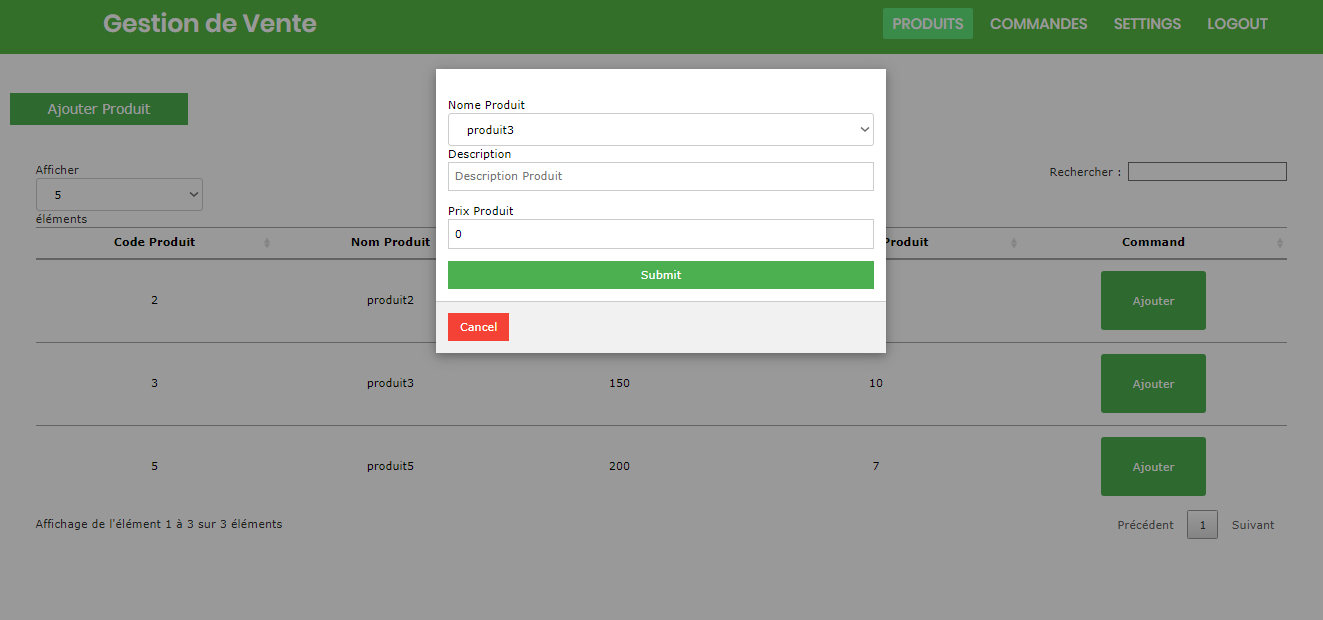 Gestion de Vente
PRODUITS COMMANDES SETTINGS LOGOUT
Ajouter Produit
Nome Produit
produit3
Description
Description Produit
Prix Produit
0
Submit
Cancel
Afficher
5
éléments
Rechercher :
Code Produit Nom Produit Produit Command
2 produit2 Ajouter
3 produit3 150 10 Ajouter
5 produit5 200 7 Ajouter
Affichage de l'élément 1 à 3 sur 3 éléments
Précédent 1 Suivant